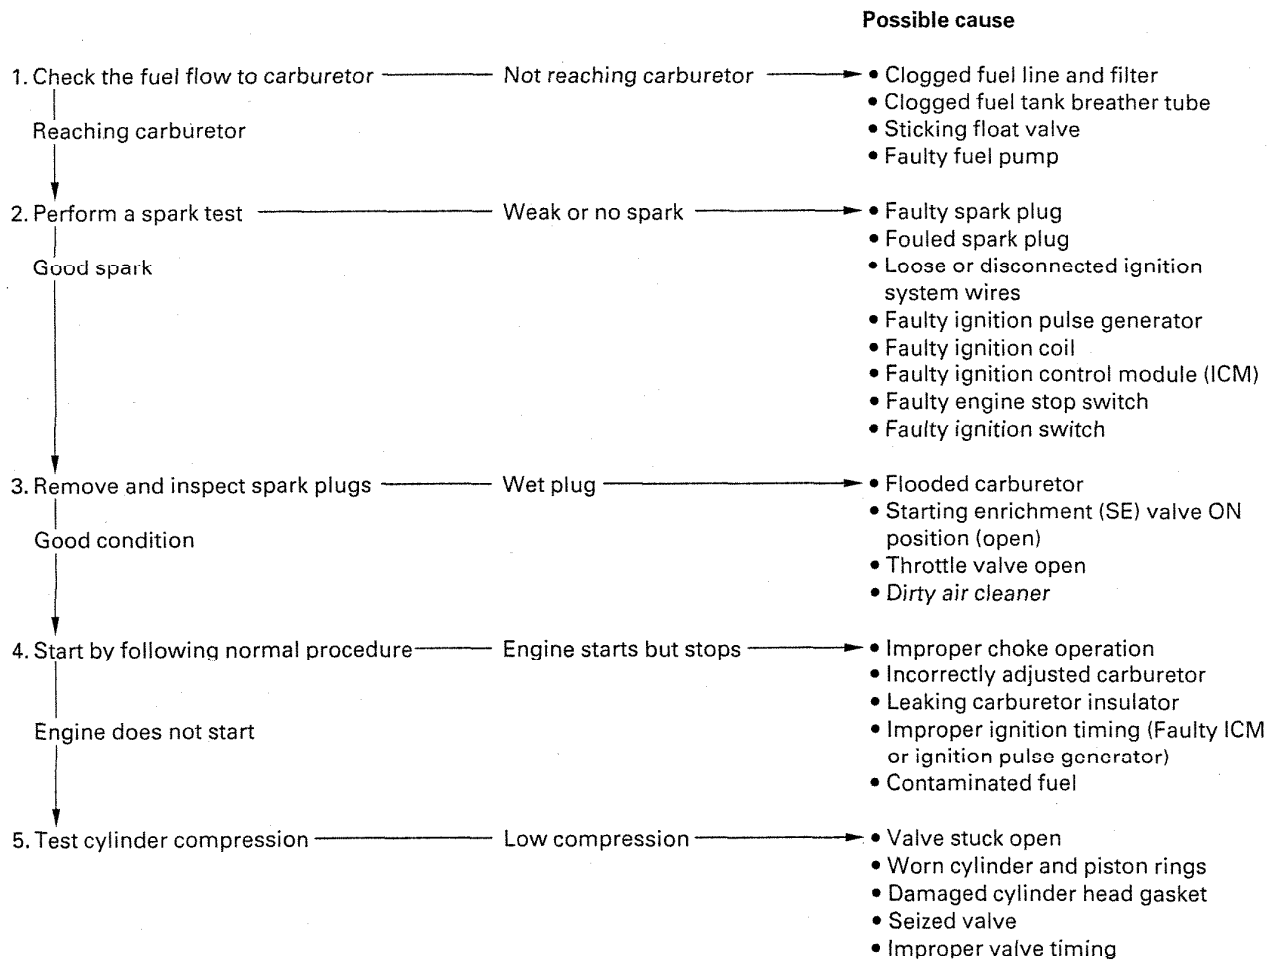 Possible cause
1. Check the fuel flow to carburetor Not reaching carburetor • Clogged fuel line and filter
• Clogged fuel tank breather tube
Reaching carburetor • Sticking float valve
• Faulty fuel pump
2. Perform a spark test Weak or no spark • Faulty spark plug
• Fouled spark plug
Good spark • Loose or disconnected ignition
system wires
• Faulty ignition pulse generator
• Faulty ignition coil
• Faulty ignition control module (ICM)
• Faulty engine stop switch
• Faulty ignition switch
3. Remove and inspect spark plugs Wet plug • Flooded carburetor
• Starting enrichment (SE) valve ON
Good condition position (open)
• Throttle valve open
• Dirty air cleaner
4. Start by following normal procedure Engine starts but stops • Improper choke operation
• Incorrectly adjusted carburetor
• Leaking carburetor insulator
Engine does not start • Improper ignition timing (Faulty ICM
or ignition pulse generator)
• Contaminated fuel
5. Test cylinder compression Low compression • Valve stuck open
• Worn cylinder and piston rings
• Damaged cylinder head gasket
• Seized valve
• Improper valve timing